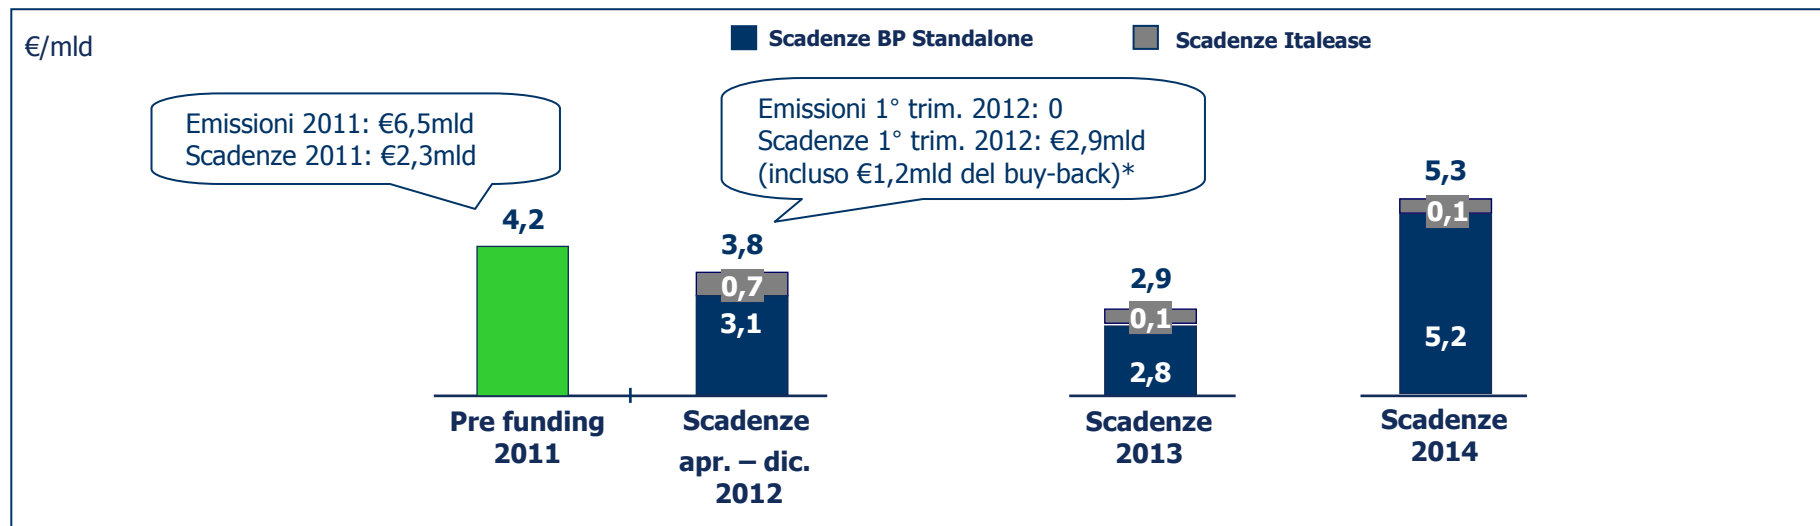 €/mld
Scadenze BP Standalone
Scadenze Italease
Emissioni 2011: €6,5mld
Scadenze 2011: €2,3mld
Emissioni 1° trim. 2012: 0
Scadenze 1° trim. 2012: €2,9mld
(incluso €1,2mld del buy-back)*
4,2
3,8
0,7
3,1
2,9
0,1
2,8
5,3
0,1
5,2
Pre funding
2011
Scadenze
apr. – dic.
2012
Scadenze
2013
Scadenze
2014